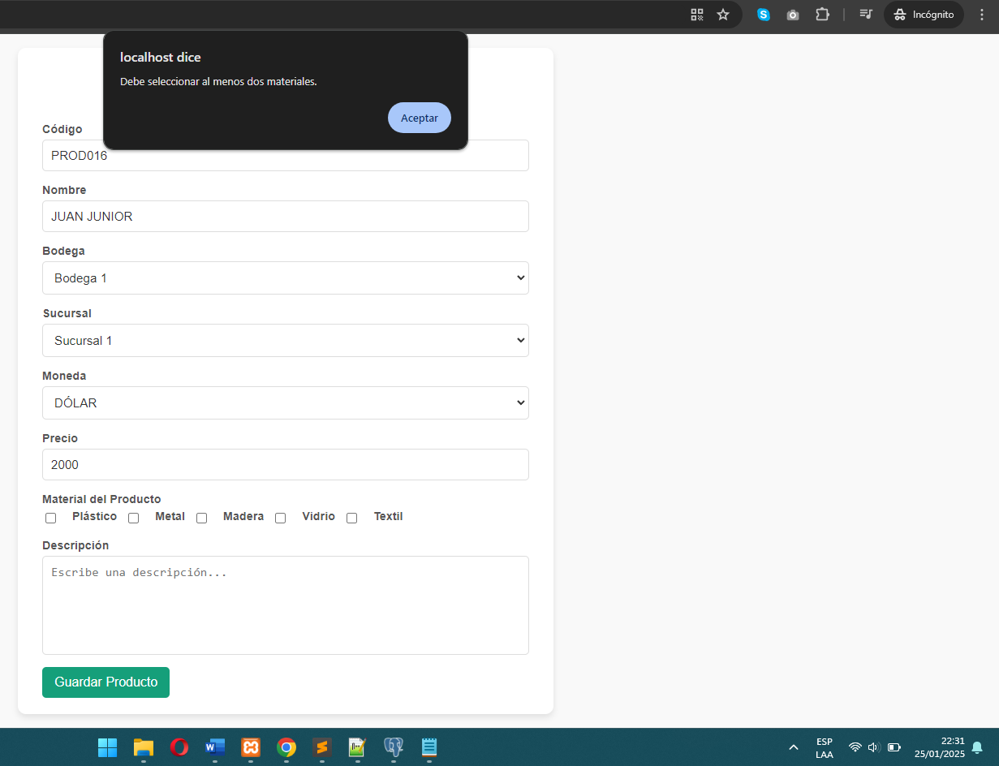 Incógnito
localhost dice
Debe seleccionar al menos dos materiales.
Aceptar
Código
PROD016
Nombre
JUAN JUNIOR
Bodega
Bodega 1
Sucursal
Sucursal 1
Moneda
DÓLAR
Precio
2000
Material del Producto
Plástico Metal Madera Vidrio Textil
Descripción
Escribe una descripción...
Guardar Producto
ESP
LAA
22:31
25/01/2025